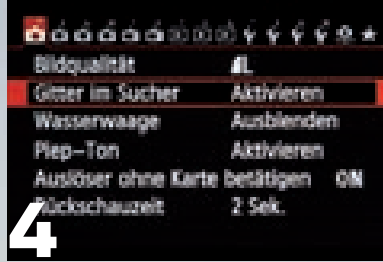 Bildqualität L
Gitter im Sucher Aktivieren
Wasserwaage Ausblenden
Piep-Ton Aktivieren
Auslöser ohne Karte betätigen ON
Rückschauzeit 2 Sek.
4